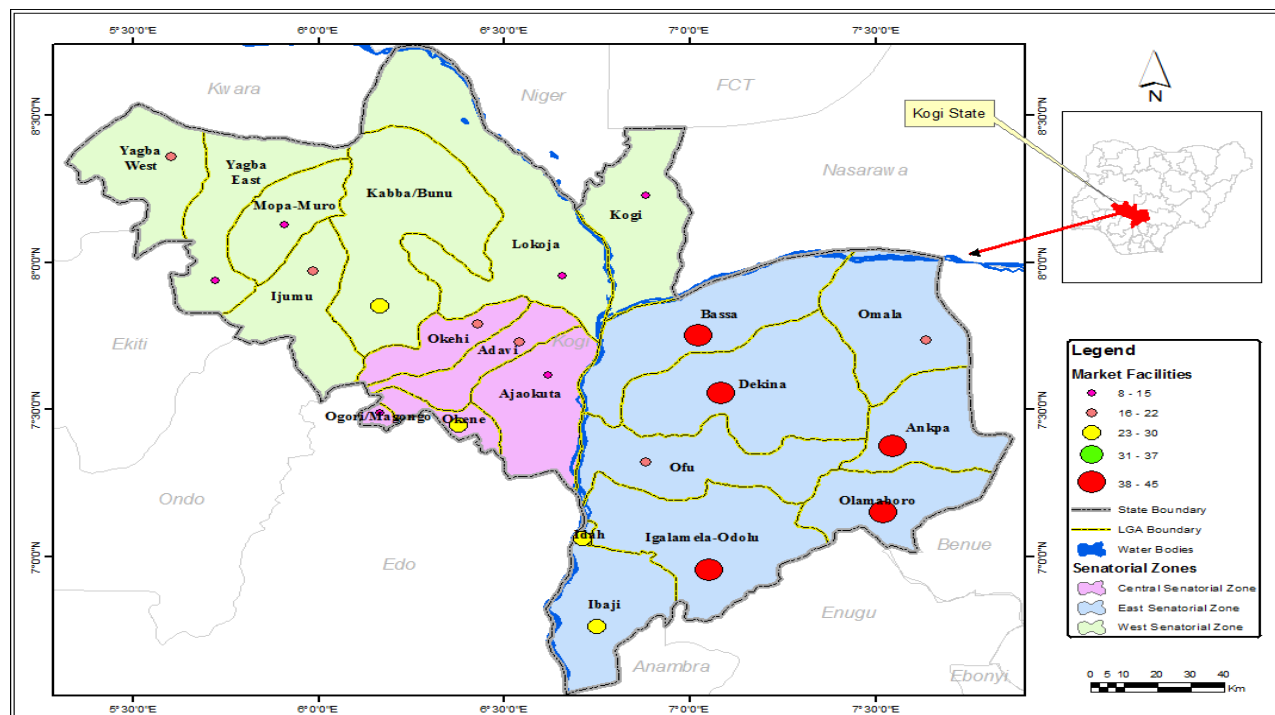 5°30'0"E
6°0'0"E
6°30'0"E
7°0'0"E
7°30'0"E
8°30'0"N
8°0'0"N
7°30'0"N
7°0'0"N
Kwara
Niger
FCT
Nasarawa
Ekiti
Ondo
Edo
Kogi
Benue
Enugu
Anambra
Ebonyi
Yagba
West
Yagba
East
Mopa-Muro
Kabba/Bunu
Kogi
Lokoja
Ijumu
Okehi
Adavi
Ajaokuta
Ogori/Magongo
Okene
Bassa
Omala
Dekina
Ankpa
Ofu
Olamaboro
Idah
Igalamela-Odolu
Ibaji
Kogi State
N
8°30'0"N
8°0'0"N
7°30'0"N
7°0'0"N
Legend
Market Facilities
8 - 15
16 - 22
23 - 30
31 - 37
38 - 45
State Boundary
LGA Boundary
Water Bodies
Senatorial Zones
Central Senatorial Zone
East Senatorial Zone
West Senatorial Zone
0 5 10 20 30 40
Km
5°30'0"E
6°0'0"E
6°30'0"E
7°0'0"E
7°30'0"E